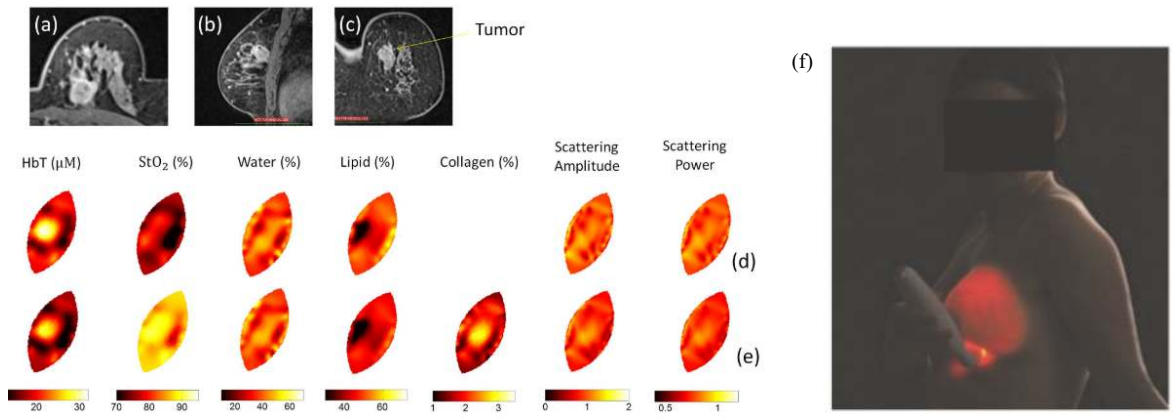 (a)
(b)
(c)
Tumor
(f)
HbT (µM)
StO₂ (%)
Water (%)
Lipid (%)
Collagen (%)
Scattering
Amplitude
Scattering
Power
(d)
(e)
10 20 30
70 80 90
20 40 60
40 60
1 2 3
0 1 2
0.5 1